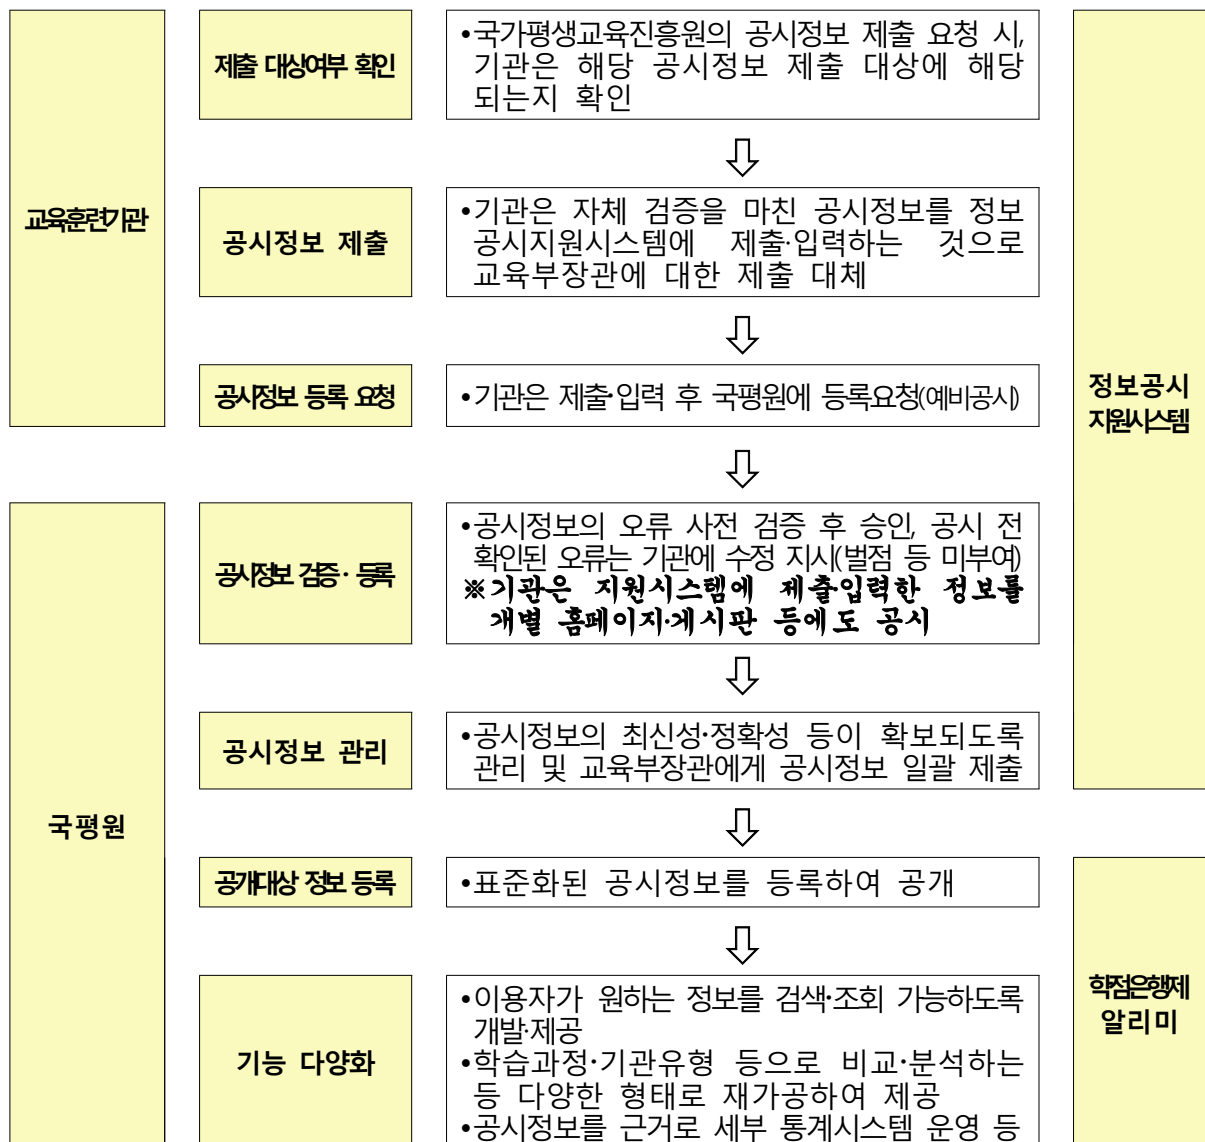 교육훈련기관
제출 대상여부 확인
•국가평생교육진흥원의 공시정보 제출 요청 시,
기관은 해당 공시정보 제출 대상에 해당
되는지 확인
공시정보 제출
•기관은 자체 검증을 마친 공시정보를 정보
공시지원시스템에 제출·입력하는 것으로
교육부장관에 대한 제출 대체
공시정보 등록 요청
•기관은 제출·입력 후 국평원에 등록요청(예비공시)
정보공시
지원시스템
국평원
공시정보 검증· 등록
•공시정보의 오류 사전 검증 후 승인, 공시 전
확인된 오류는 기관에 수정 지시(벌점 등 미부여)
※기관은 지원시스템에 제출입력한 정보를
개별 홈페이지·게시판 등에도 공시
공시정보 관리
•공시정보의 최신성·정확성 등이 확보되도록
관리 및 교육부장관에게 공시정보 일괄 제출
공개대상 정보 등록
•표준화된 공시정보를 등록하여 공개
기능 다양화
•이용자가 원하는 정보를 검색·조회 가능하도록
개발·제공
•학습과정·기관유형 등으로 비교·분석하는
등 다양한 형태로 재가공하여 제공
•공시정보를 근거로 세부 통계시스템 운영 등
학점은행제
알리미